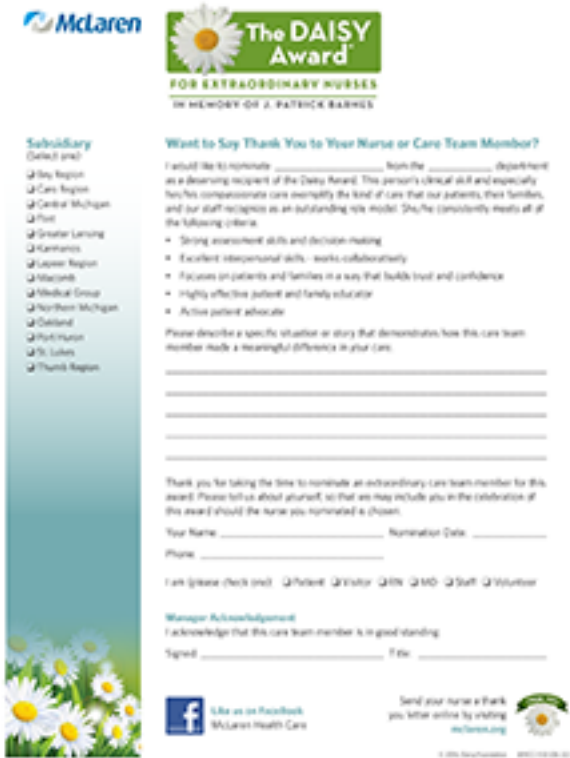 McLaren
The DAISY
Award
FOR EXTRAORDINARY NURSES
IN MEMORY OF J. PATRICK BARNES
Subsidiary
(Select one)
Bay Region
Caro Region
Central Michigan
Flint
Greater Lansing
Karmanos
Lapeer Region
Macomb
Medical Group
Northern Michigan
Oakland
Port Huron
St. Lukes
Thumb Region
Want to Say Thank You to Your Nurse or Care Team Member?
I would like to nominate from the department
as a deserving recipient of the Daisy Award. This person's clinical skill and especially
her/his compassionate care exemplify the kind of care that our patients, their families,
and our staff recognize as an outstanding role model. She/he consistently meets all of
the following criteria:
• Strong assessment skills and decision-making
• Excellent interpersonal skills - works collaboratively
• Focuses on patients and families in a way that builds trust and confidence
• Highly effective patient and family educator
• Active patient advocate
Please describe a specific situation or story that demonstrates how this care team
member made a meaningful difference in your care:
Thank you for taking the time to nominate an extraordinary care team member for this
award. Please tell us about yourself, so that we may include you in the celebration of
this award should the nurse you nominated is chosen.
Your Name: Nomination Date:
Phone:
I am (please check one): Patient Visitor RN MD Staff Volunteer
Manager Acknowledgement
I acknowledge that this care team member is in good standing.
Signed: Title:
Like us on Facebook
McLaren Health Care
Send your nurse a thank
you letter online by visiting
mclaren.org